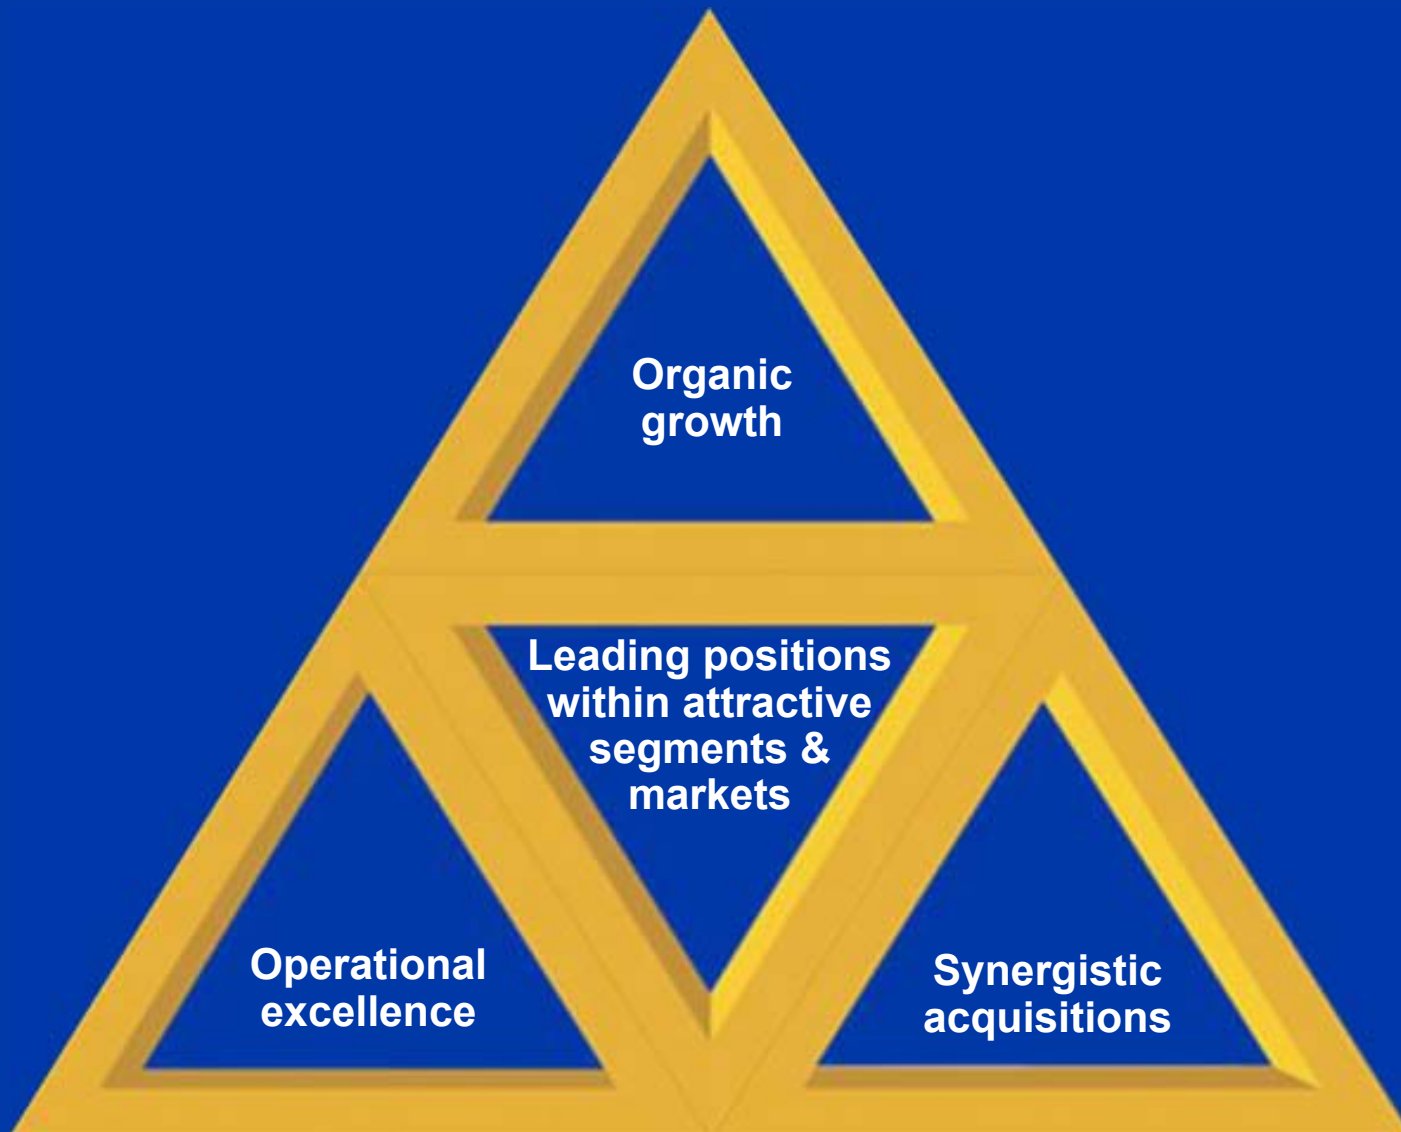 Organic
growth
Leading positions
within attractive
segments &
markets
Operational
excellence
Synergistic
acquisitions